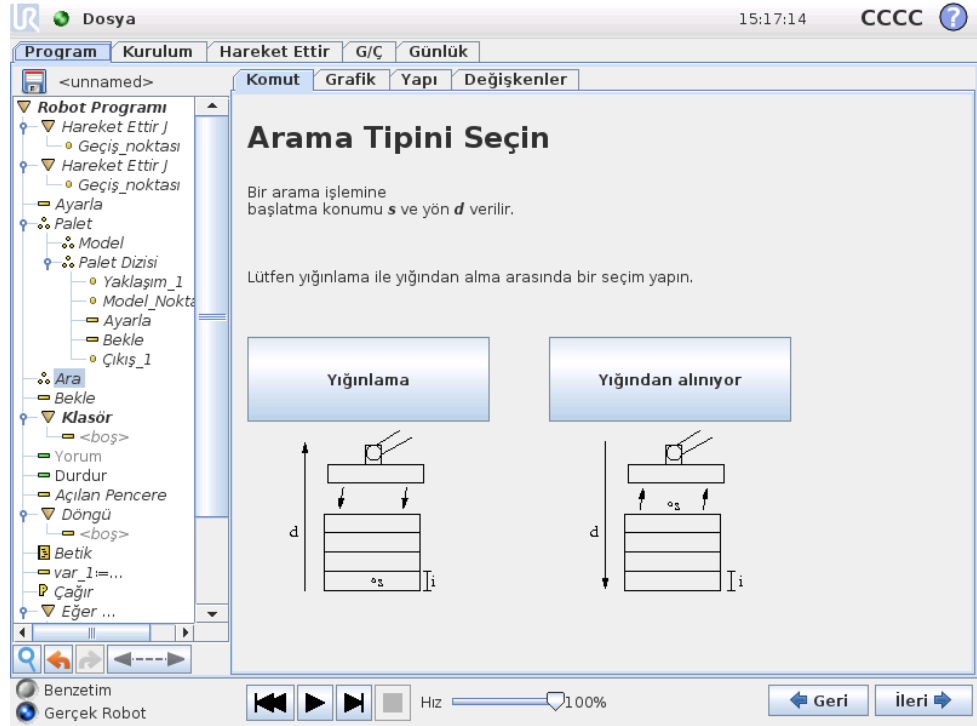 UR Dosya 15:17:14 CCCC ?
Program Kurulum Hareket Ettir G/Ç Günlük
<unnamed>
Komut Grafik Yapı Değişkenler
Robot Programı
Hareket Ettir J
Geçiş_noktası
Hareket Ettir J
Geçiş_noktası
Ayarla
Palet
Model
Palet Dizisi
Yaklaşım_1
Model_Nokta
Ayarla
Bekle
Çıkış_1
Ara
Bekle
Klasör
<boş>
Yorum
Durdur
Açılan Pencere
Döngü
<boş>
Betik
var_1:=...
Çağır
Eğer ...
Arama Tipini Seçin
Bir arama işlemine
başlatma konumu s ve yön d verilir.
Lütfen yığınlama ile yığından alma arasında bir seçim yapın.
Yığınlama
Yığından alınıyor
d
s
i
s
d
i
Benzetim
Gerçek Robot
Hız 100%
Geri İleri